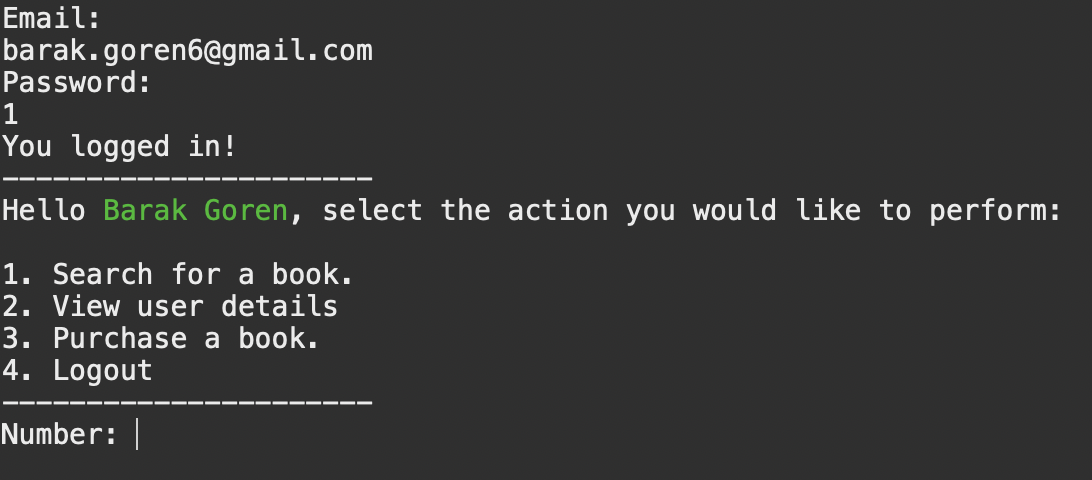 Email:
barak.goren6@gmail.com
Password:
1
You logged in!
----------------------
Hello Barak Goren, select the action you would like to perform:
1. Search for a book.
2. View user details
3. Purchase a book.
4. Logout
----------------------
Number: